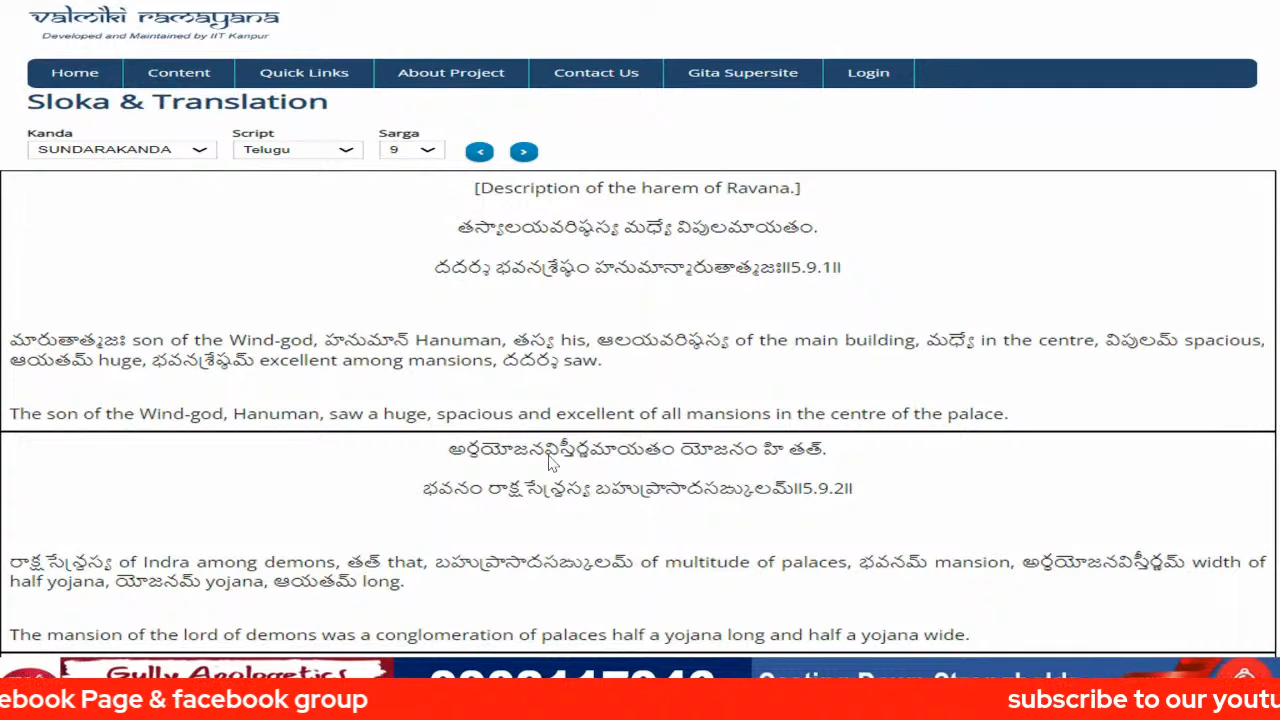 valmiki ramayana
Developed and Maintained by IIT Kanpur
Home Content Quick Links About Project Contact Us Gita Supersite Login
Sloka & Translation
Kanda Script Sarga
SUNDARAKANDA Telugu 9 < >
[Description of the harem of Ravana.]
తస్యాలయవరిష్ఠస్య మధ్యే విపులమాయతం.
దదర్శ భవనశ్రేష్ఠం హనుమాన్మారుతాత్మజః॥5.9.1॥
మారుతాత్మజః son of the Wind-god, హనుమాన్ Hanuman, తస్య his, ఆలయవరిష్ఠస్య of the main building, మధ్యే in the centre, విపులమ్ spacious,
ఆయతమ్ huge, భవనశ్రేష్ఠమ్ excellent among mansions, దదర్శ saw.
The son of the Wind-god, Hanuman, saw a huge, spacious and excellent of all mansions in the centre of the palace.
అర్ధయోజనవిస్తీర్ణమాయతం యోజనం హి తత్.
భవనం రాక్షసేన్ద్రస్య బహుప్రాసాదసఙ్కులమ్॥5.9.2॥
రాక్షసేన్ద్రస్య of Indra among demons, తత్ that, బహుప్రాసాదసఙ్కులమ్ of multitude of palaces, భవనమ్ mansion, అర్ధయోజనవిస్తీర్ణమ్ width of
half yojana, యోజనమ్ yojana, ఆయతమ్ long.
The mansion of the lord of demons was a conglomeration of palaces half a yojana long and half a yojana wide.
Gully Apologetics
ebook Page & facebook group subscribe to our youtu